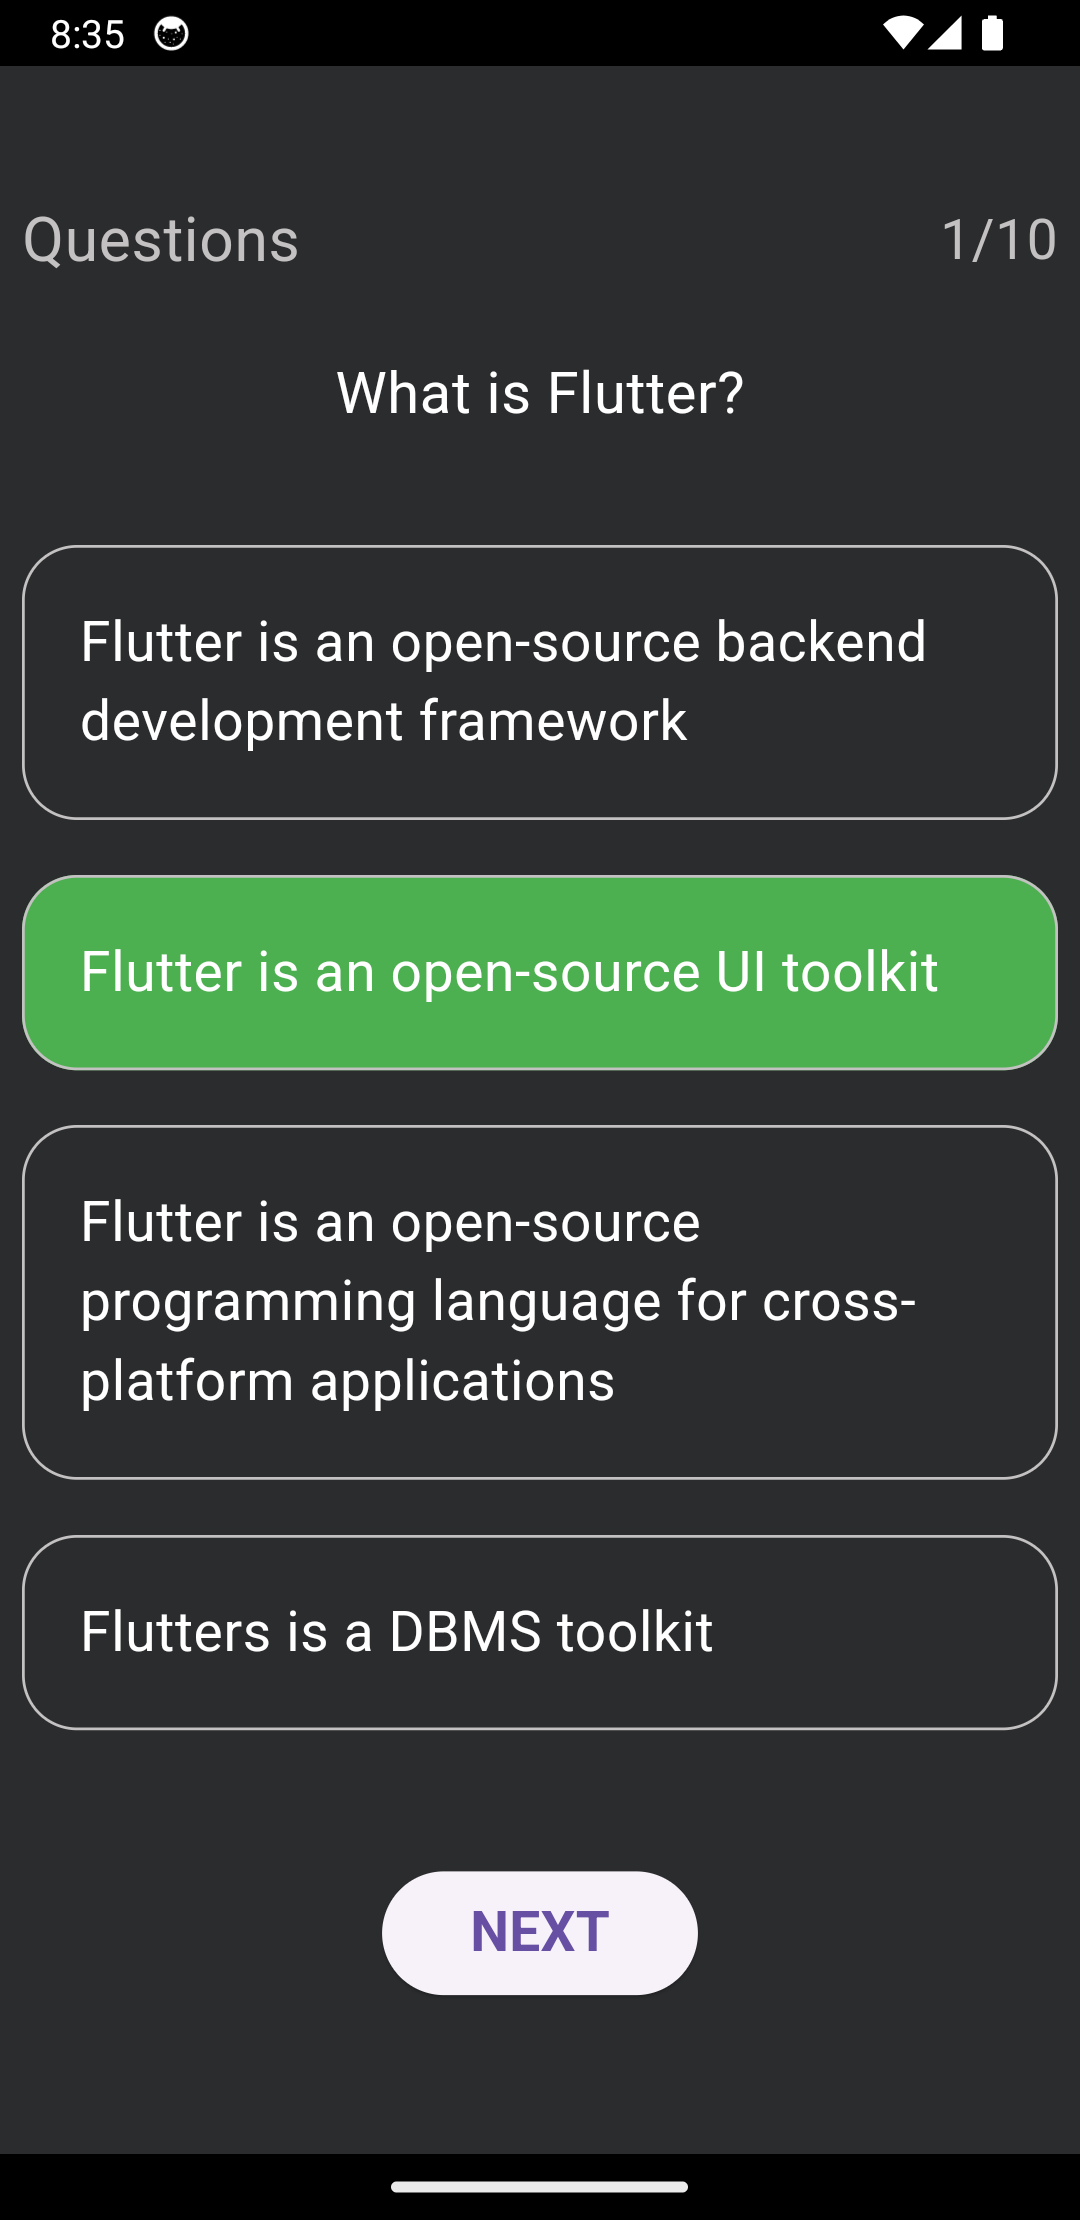 8:35
Questions 1/10
What is Flutter?
Flutter is an open-source backend
development framework
Flutter is an open-source UI toolkit
Flutter is an open-source
programming language for cross-
platform applications
Flutters is a DBMS toolkit
NEXT